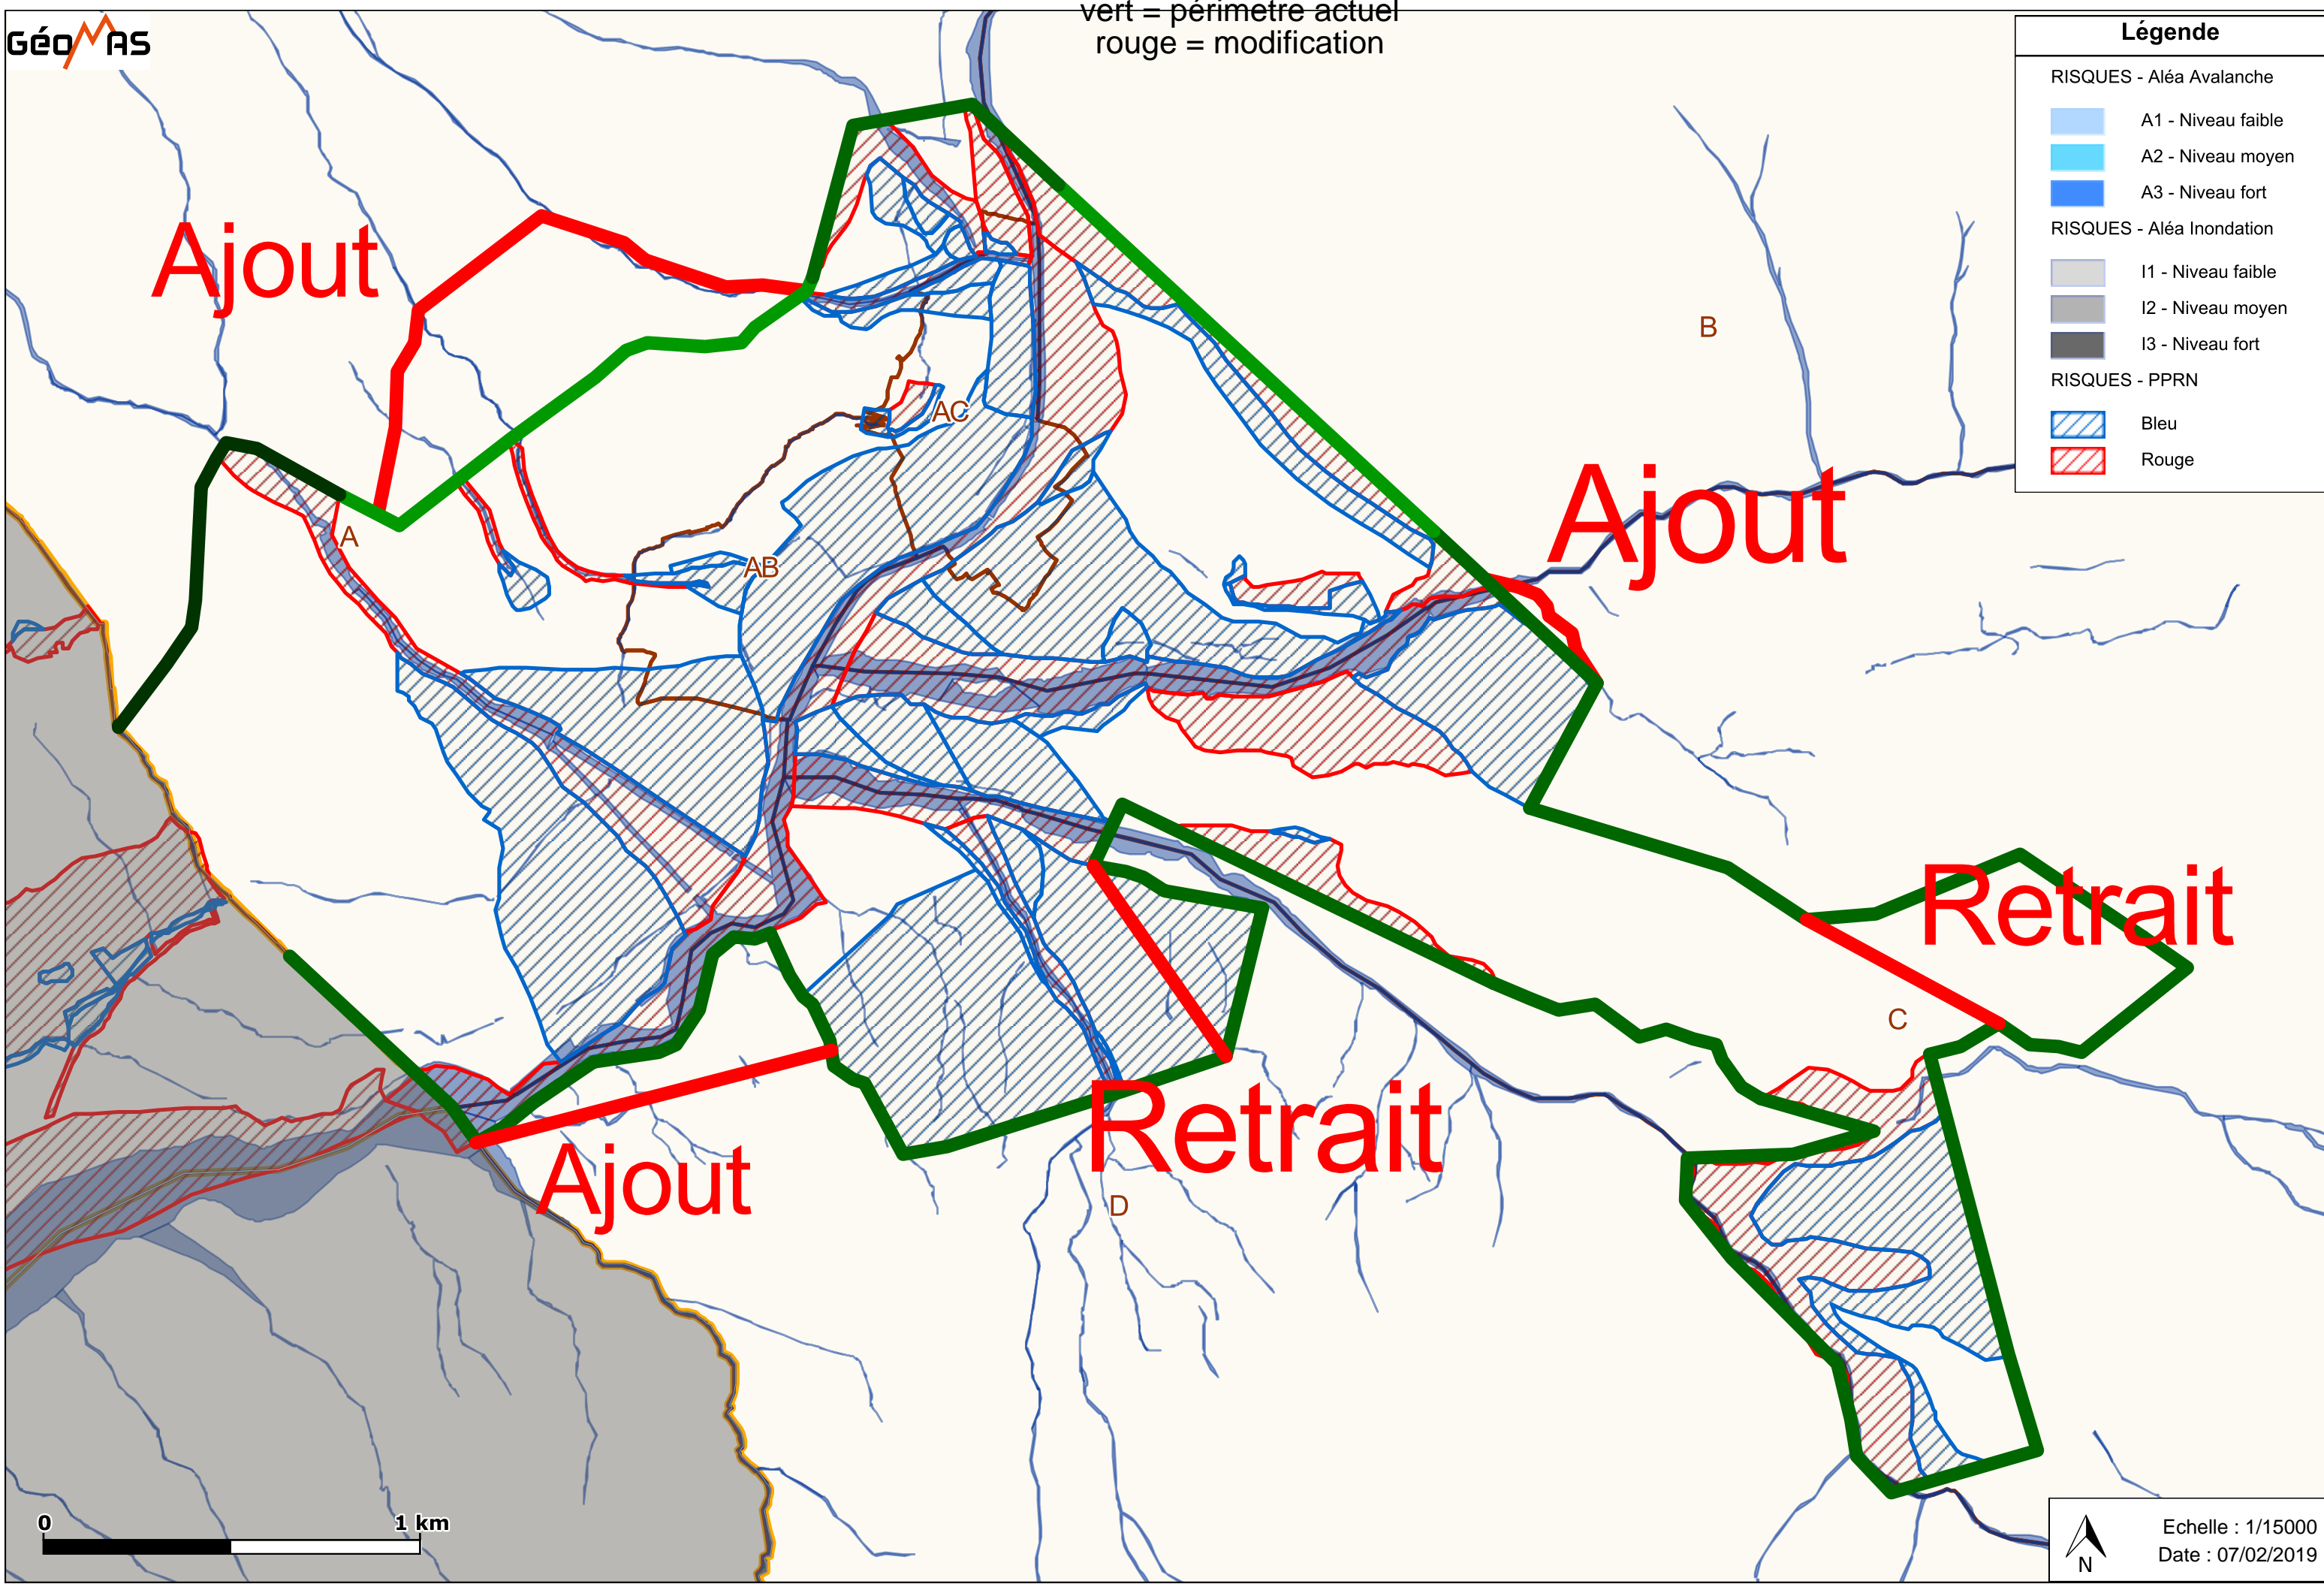 vert = périmetre actuel
rouge = modification
GéoMAS
Légende
RISQUES - Aléa Avalanche
A1 - Niveau faible
A2 - Niveau moyen
A3 - Niveau fort
RISQUES - Aléa Inondation
I1 - Niveau faible
I2 - Niveau moyen
I3 - Niveau fort
RISQUES - PPRN
Bleu
Rouge
Ajout
B
AC
Ajout
A
AB
Retrait
C
Retrait
Ajout
D
0 1 km
Echelle : 1/15000
Date : 07/02/2019
N